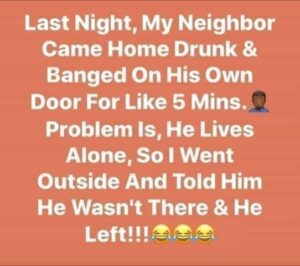 Last Night, My Neighbor
Came Home Drunk &
Banged On His Own
Door For Like 5 Mins.🤦🏾‍♂️
Problem Is, He Lives
Alone, So I Went
Outside And Told Him
He Wasn't There & He
Left!!!😂😂😂